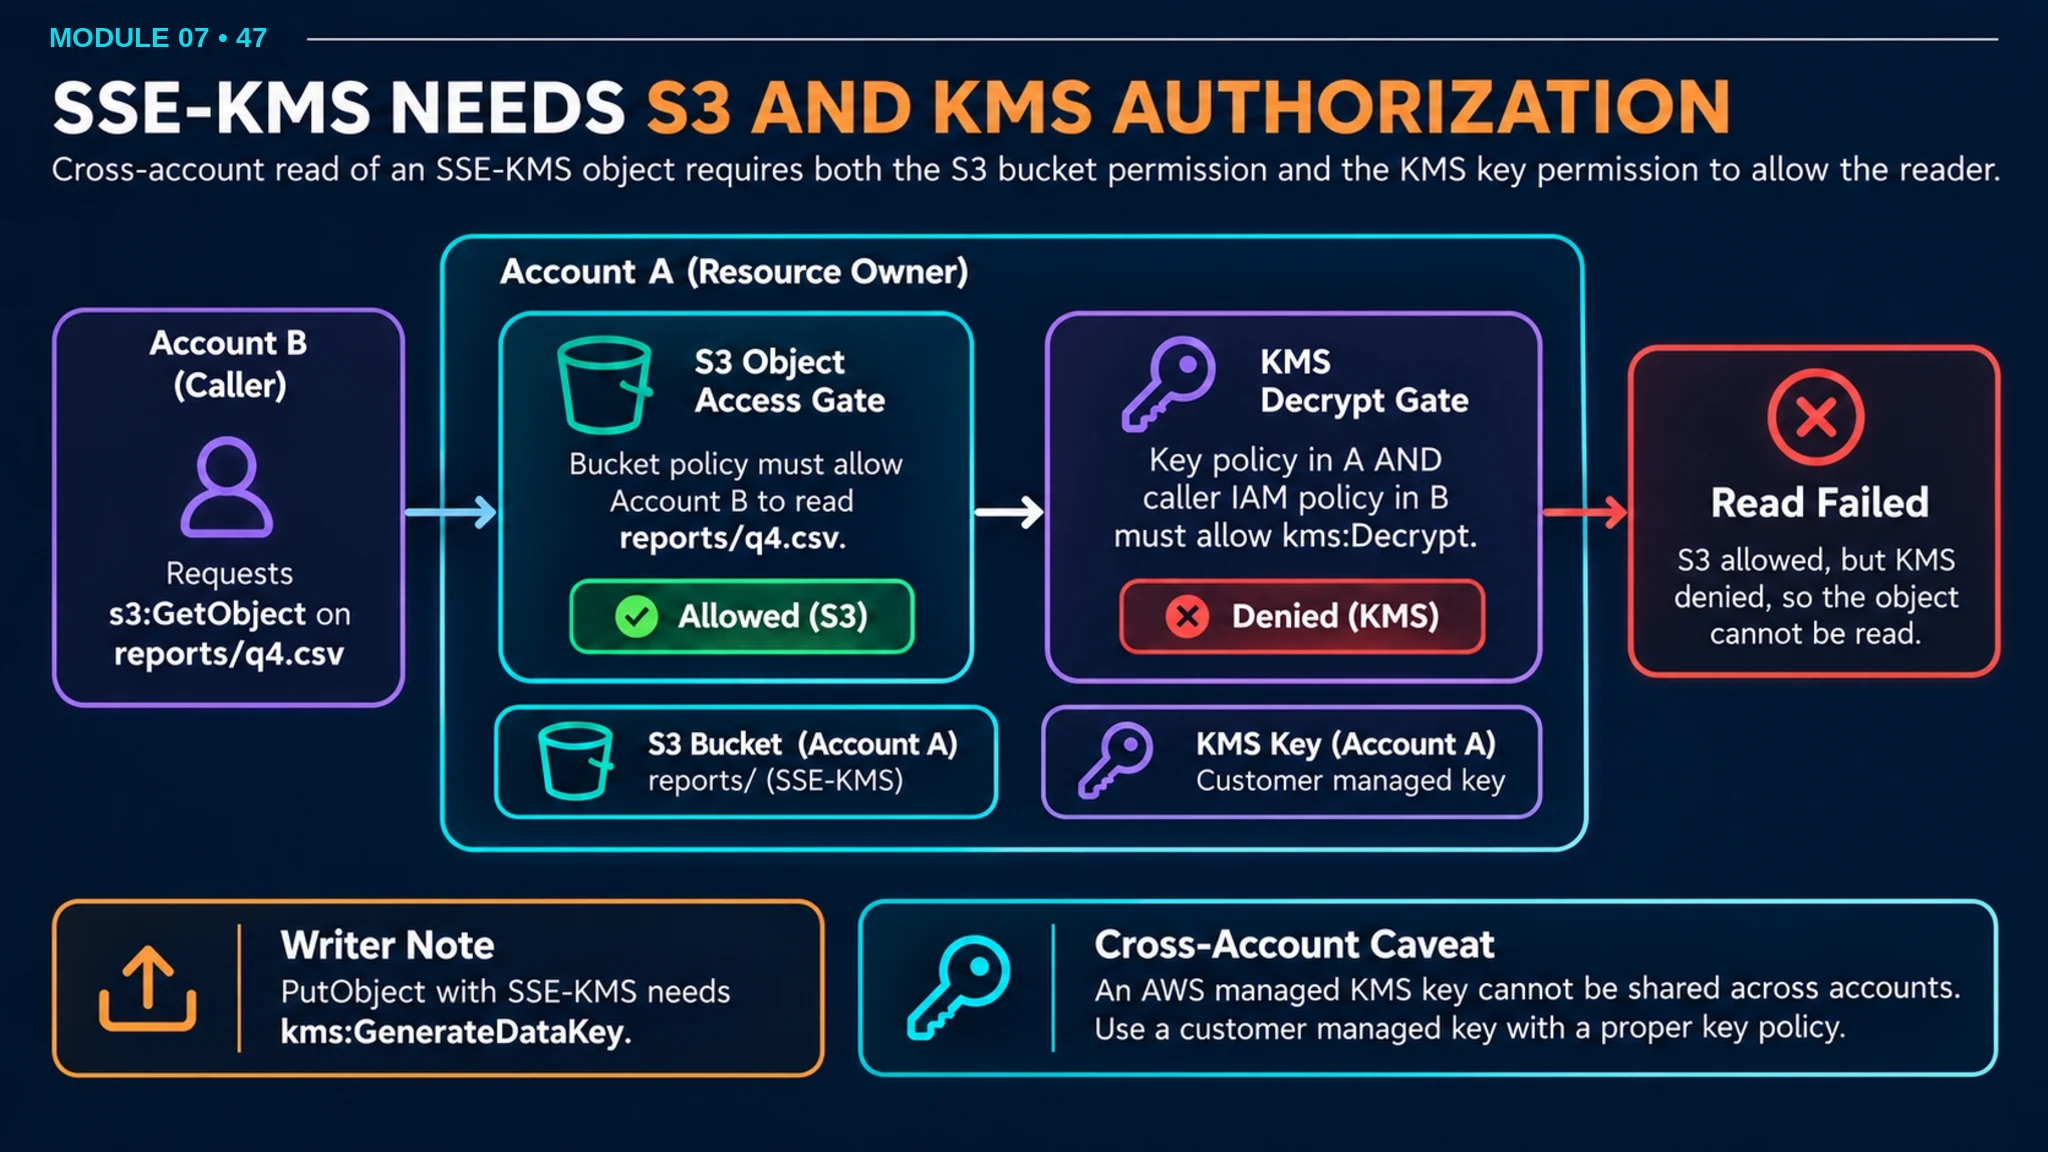 MODULE 07 • 47
SSE-KMS NEEDS S3 AND KMS AUTHORIZATION
Cross-account read of an SSE-KMS object requires both the S3 bucket permission and the KMS key permission to allow the reader.
Account B
(Caller)
Requests
s3:GetObject on
reports/q4.csv
Account A (Resource Owner)
S3 Object
Access Gate
Bucket policy must allow
Account B to read
reports/q4.csv.
Allowed (S3)
KMS
Decrypt Gate
Key policy in A AND
caller IAM policy in B
must allow kms:Decrypt.
Denied (KMS)
S3 Bucket (Account A)
reports/ (SSE-KMS)
KMS Key (Account A)
Customer managed key
Read Failed
S3 allowed, but KMS
denied, so the object
cannot be read.
Writer Note
PutObject with SSE-KMS needs
kms:GenerateDataKey.
Cross-Account Caveat
An AWS managed KMS key cannot be shared across accounts.
Use a customer managed key with a proper key policy.